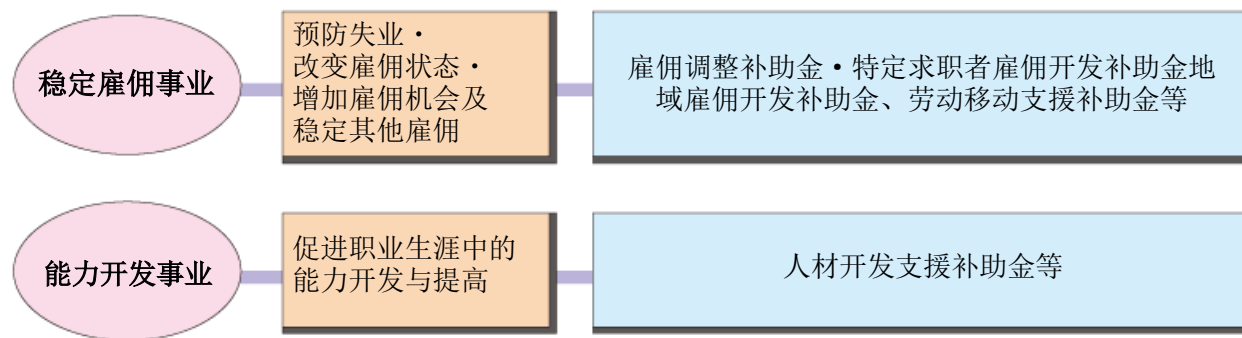 稳定雇佣事业
预防失业・
改变雇佣状态・
增加雇佣机会及
稳定其他雇佣
雇佣调整补助金・特定求职者雇佣开发补助金地
域雇佣开发补助金、劳动移动支援补助金等
能力开发事业
促进职业生涯中的
能力开发与提高
人材开发支援补助金等